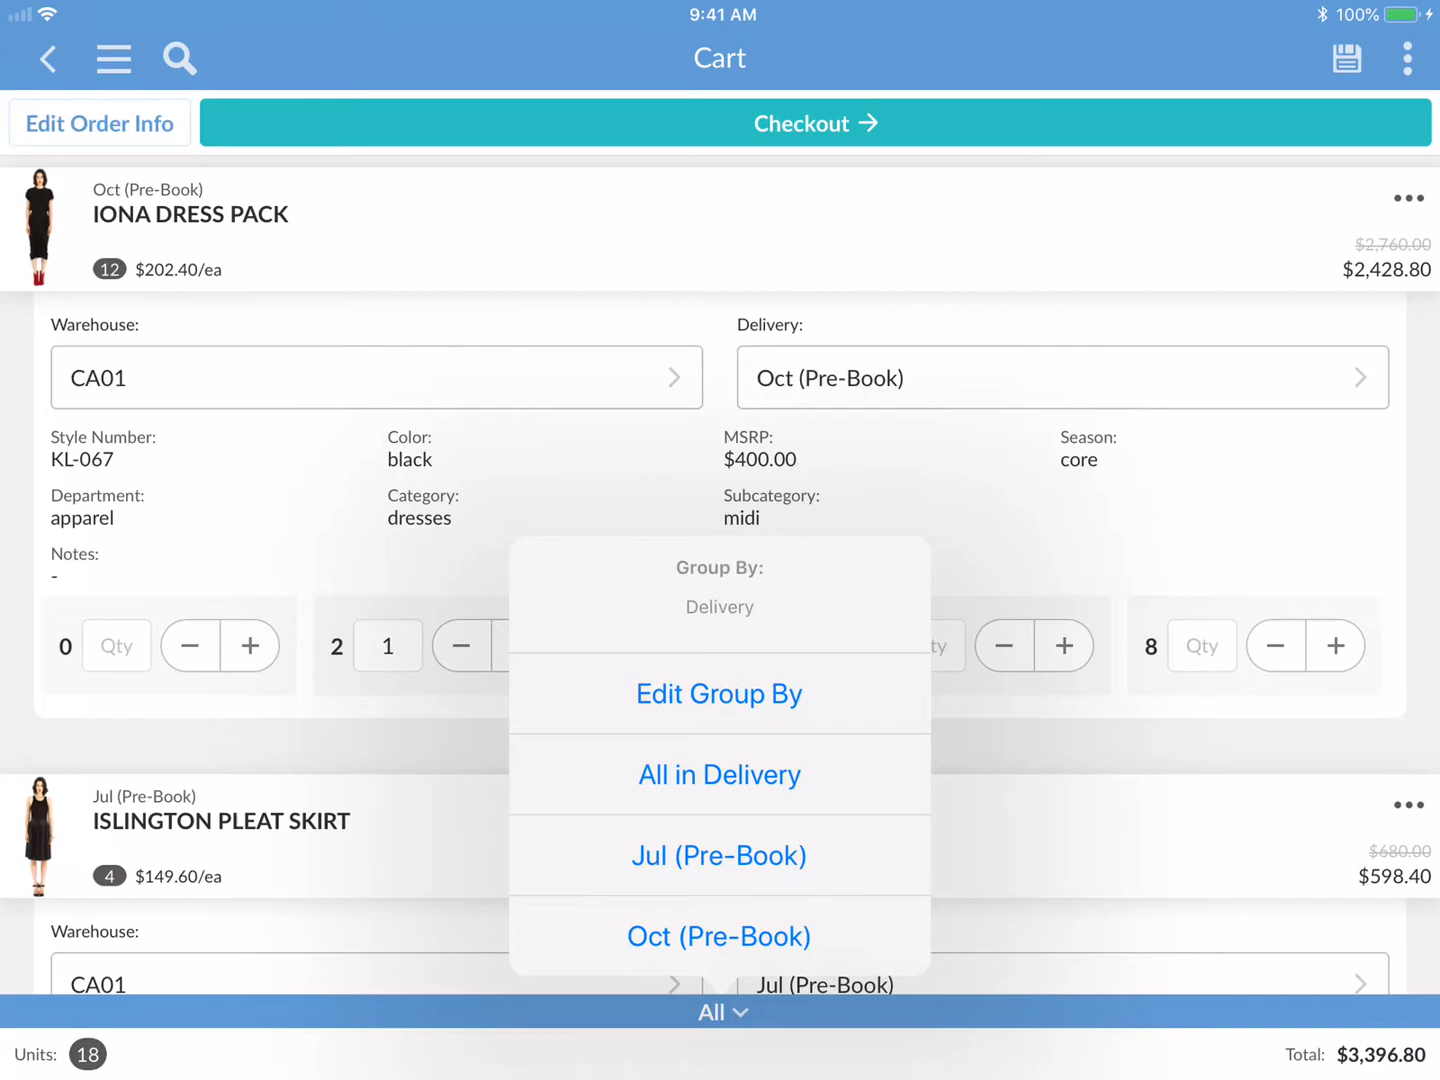 9:41 AM
100%
Cart
Edit Order Info
Checkout →
Oct (Pre-Book)
IONA DRESS PACK
$2,760.00
12 $202.40/ea
$2,428.80
Warehouse:
Delivery:
CA01
Oct (Pre-Book)
Style Number:
Color:
MSRP:
Season:
KL-067
black
$400.00
core
Department:
Category:
Subcategory:
apparel
dresses
midi
Notes:
-
Group By:
Delivery
0 Qty − +
2 1 −
ty − +
8 Qty − +
Edit Group By
All in Delivery
Jul (Pre-Book)
Oct (Pre-Book)
Jul (Pre-Book)
ISLINGTON PLEAT SKIRT
$680.00
4 $149.60/ea
$598.40
Warehouse:
CA01
Jul (Pre-Book)
All
Units: 18
Total: $3,396.80